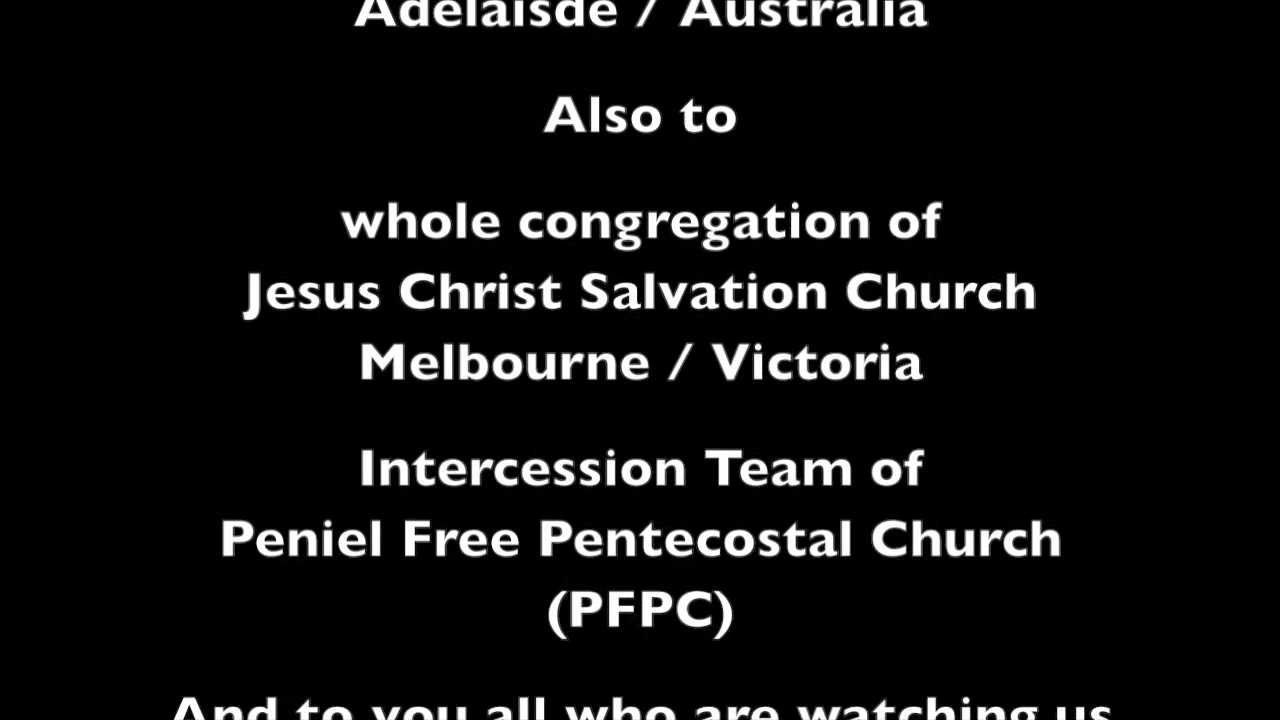 Adelaisde / Australia
Also to
whole congregation of
Jesus Christ Salvation Church
Melbourne / Victoria
Intercession Team of
Peniel Free Pentecostal Church
(PFPC)
And to you all who are watching us